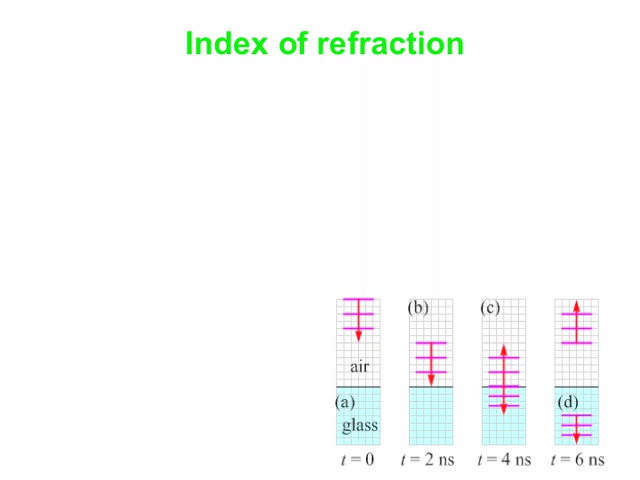 Index of refraction
(b)
(c)
air
(a)
(d)
glass
t = 0
t = 2 ns
t = 4 ns
t = 6 ns